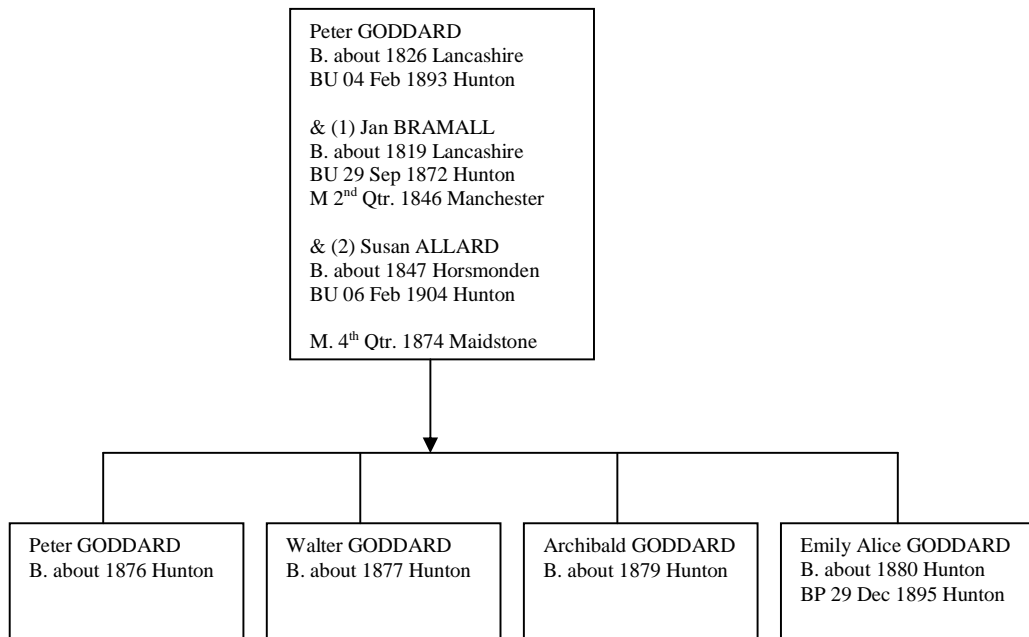 Peter GODDARD
B. about 1826 Lancashire
BU 04 Feb 1893 Hunton
& (1) Jan BRAMALL
B. about 1819 Lancashire
BU 29 Sep 1872 Hunton
M 2nd Qtr. 1846 Manchester
& (2) Susan ALLARD
B. about 1847 Horsmonden
BU 06 Feb 1904 Hunton
M. 4th Qtr. 1874 Maidstone
Peter GODDARD
B. about 1876 Hunton
Walter GODDARD
B. about 1877 Hunton
Archibald GODDARD
B. about 1879 Hunton
Emily Alice GODDARD
B. about 1880 Hunton
BP 29 Dec 1895 Hunton